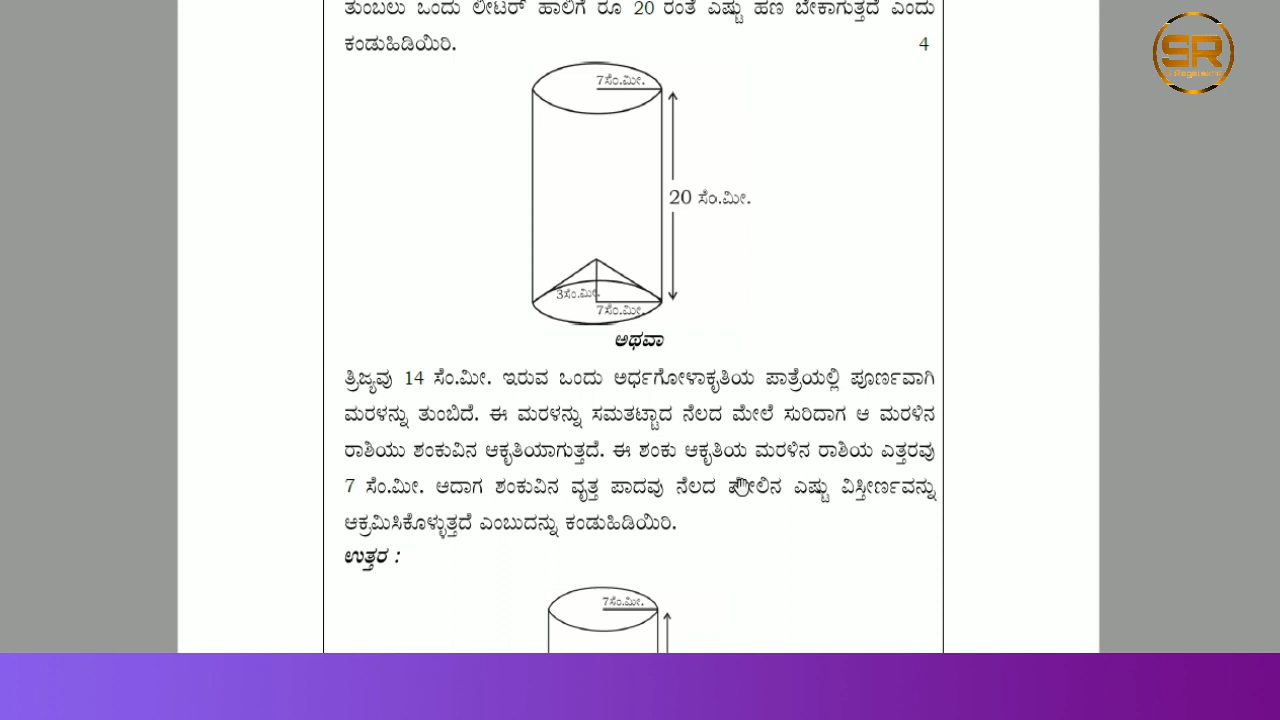 ತುಂಬಲು ಒಂದು ಲೀಟರ್ ಹಾಲಿಗೆ ರೂ 20 ರಂತೆ ಎಷ್ಟು ಹಣ ಬೇಕಾಗುತ್ತದೆ ಎಂದು
ಕಂಡುಹಿಡಿಯಿರಿ. 4
SR
7ಸೆಂ.ಮೀ.
20 ಸೆಂ.ಮೀ.
3ಸೆಂ.ಮೀ.
7ಸೆಂ.ಮೀ.
ಅಥವಾ
ತ್ರಿಜ್ಯವು 14 ಸೆಂ.ಮೀ. ಇರುವ ಒಂದು ಅರ್ಧಗೋಳಾಕೃತಿಯ ಪಾತ್ರೆಯಲ್ಲಿ ಪೂರ್ಣವಾಗಿ
ಮರಳನ್ನು ತುಂಬಿದೆ. ಈ ಮರಳನ್ನು ಸಮತಟ್ಟಾದ ನೆಲದ ಮೇಲೆ ಸುರಿದಾಗ ಆ ಮರಳಿನ
ರಾಶಿಯು ಶಂಕುವಿನ ಆಕೃತಿಯಾಗುತ್ತದೆ. ಈ ಶಂಕು ಆಕೃತಿಯ ಮರಳಿನ ರಾಶಿಯ ಎತ್ತರವು
7 ಸೆಂ.ಮೀ. ಆದಾಗ ಶಂಕುವಿನ ವೃತ್ತ ಪಾದವು ನೆಲದ ಮೇಲಿನ ಎಷ್ಟು ವಿಸ್ತೀರ್ಣವನ್ನು
ಆಕ್ರಮಿಸಿಕೊಳ್ಳುತ್ತದೆ ಎಂಬುದನ್ನು ಕಂಡುಹಿಡಿಯಿರಿ.
ಉತ್ತರ :
7ಸೆಂ.ಮೀ.